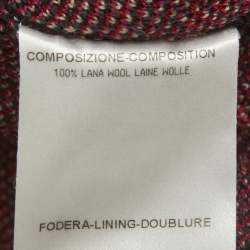 COMPOSIZIONE-COMPOSITION
100% LANA WOOL LAINE WOLLE
FODERA-LINING-DOUBLURE